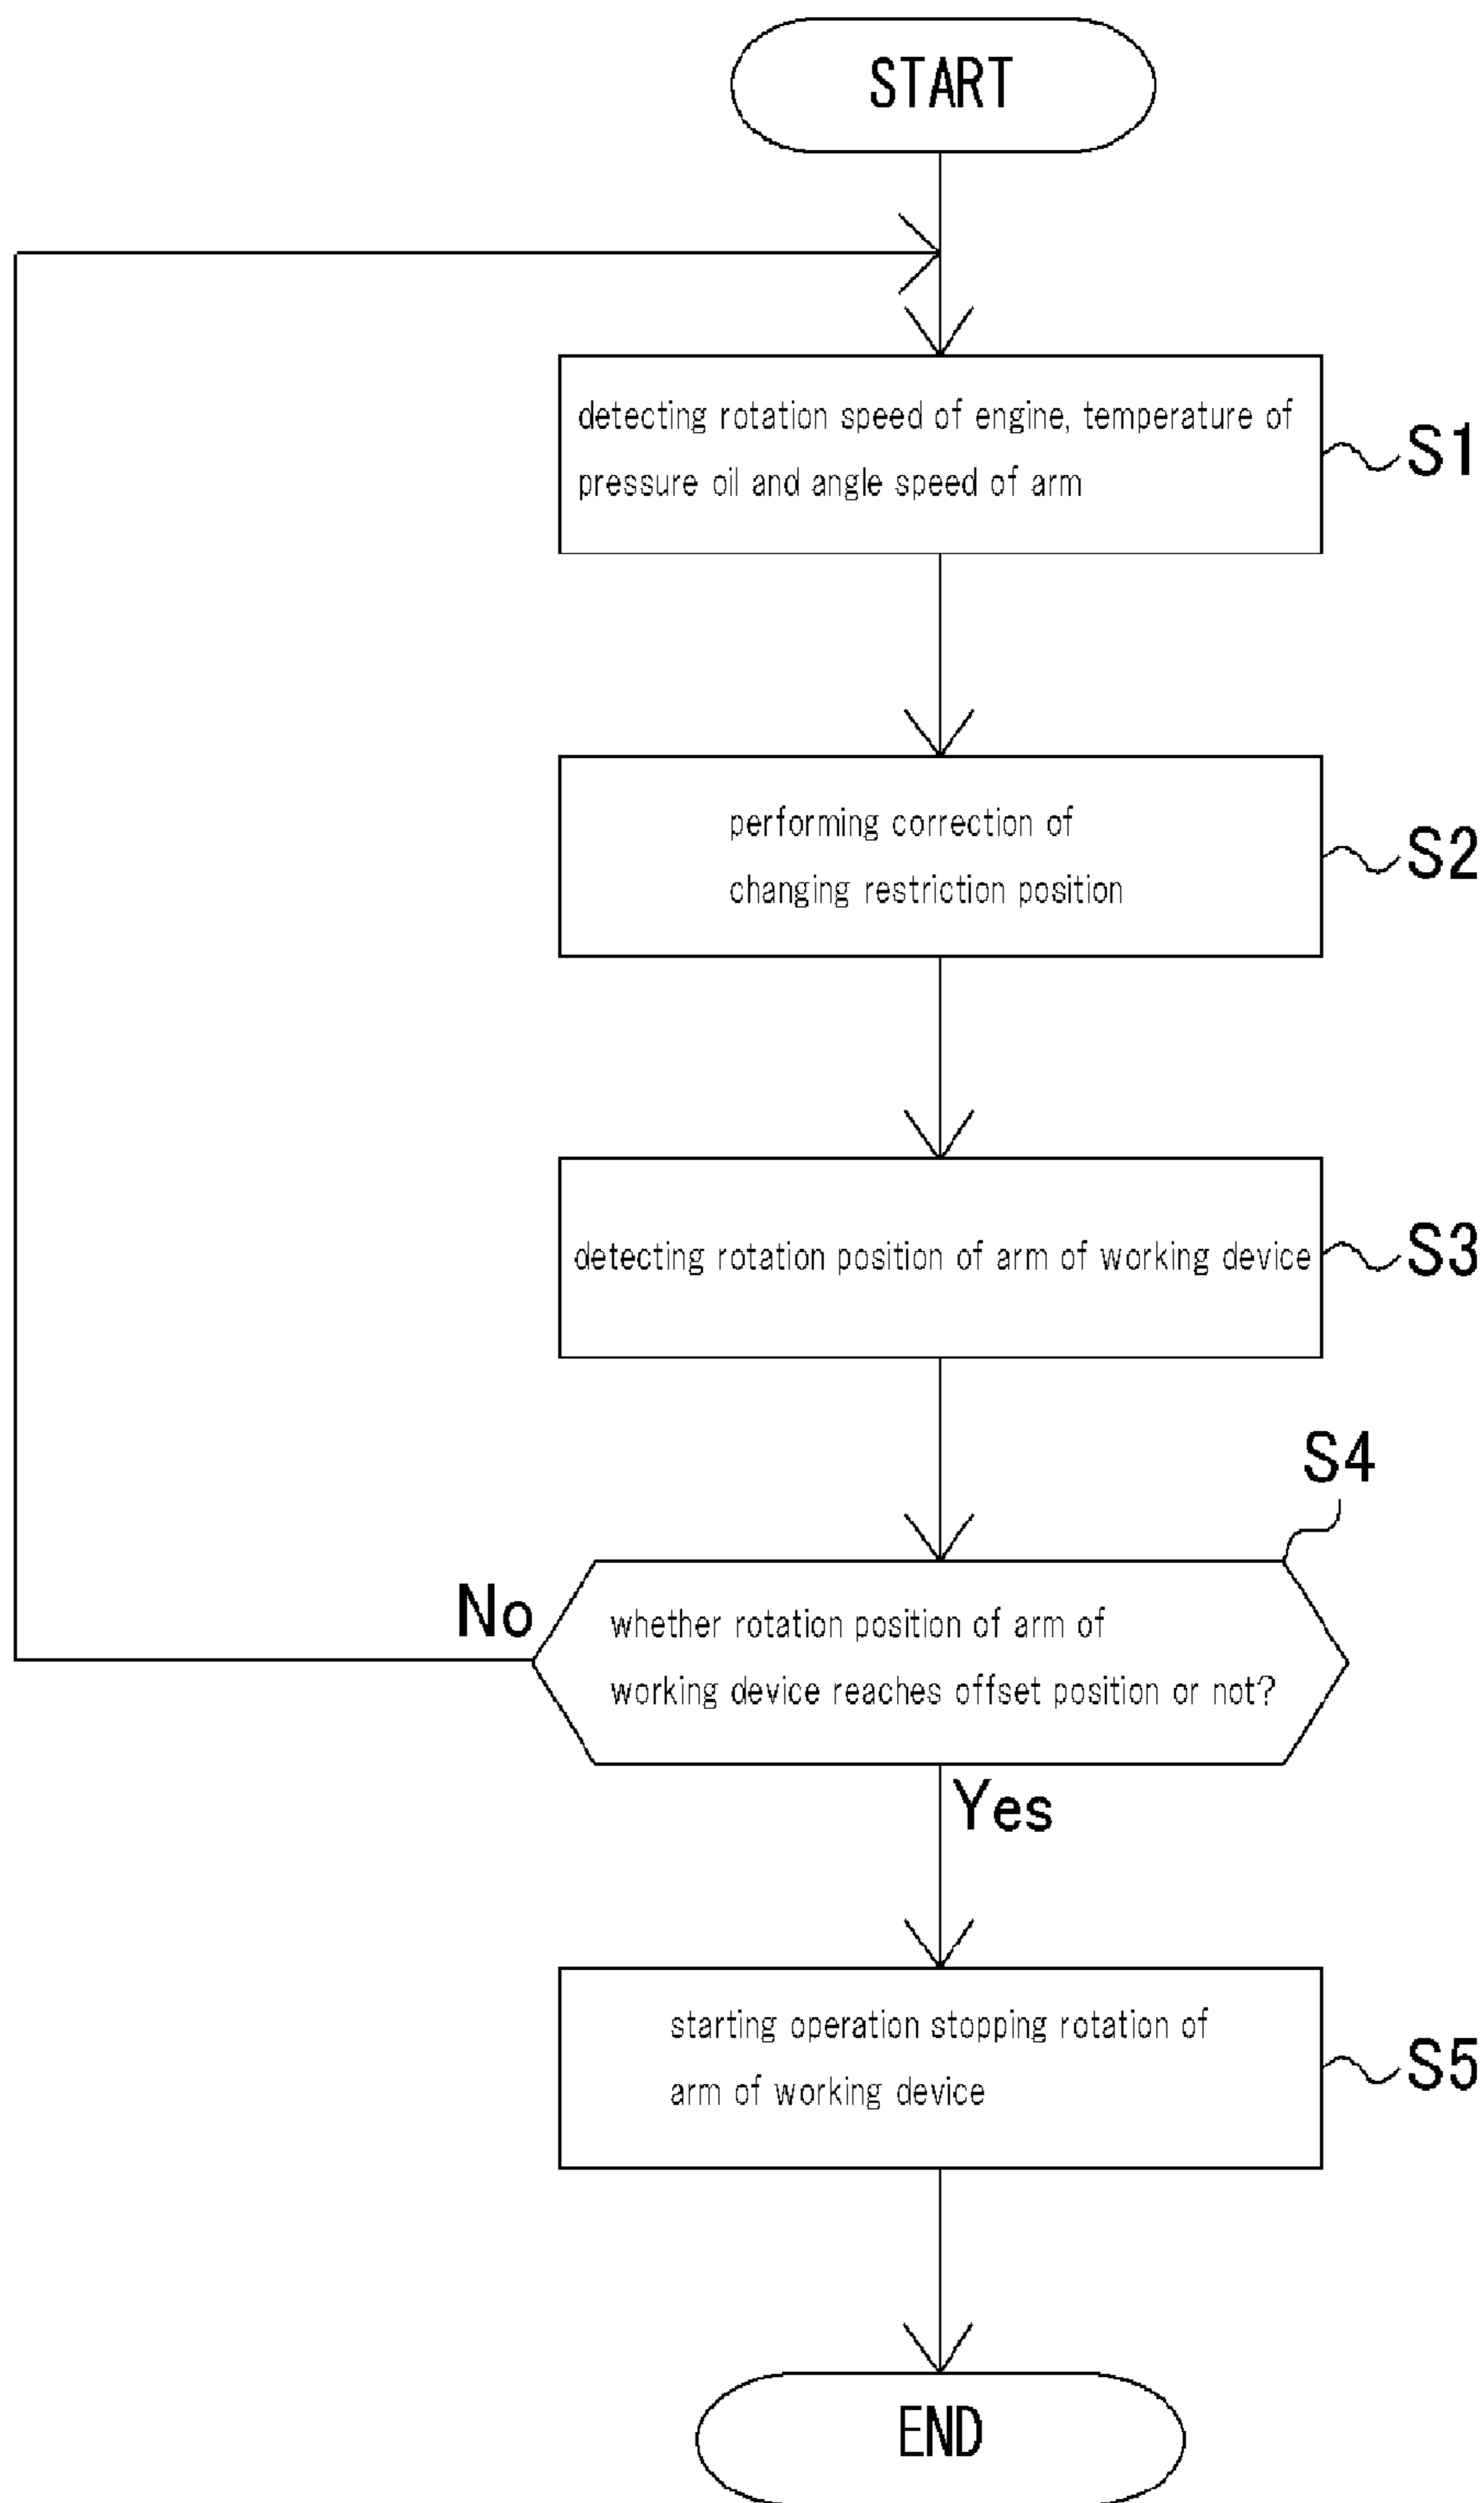 START
detecting rotation speed of engine, temperature of
pressure oil and angle speed of arm
S1
performing correction of
changing restriction position
S2
detecting rotation position of arm of working device
S3
S4
No
whether rotation position of arm of
working device reaches offset position or not?
Yes
starting operation stopping rotation of
arm of working device
S5
END